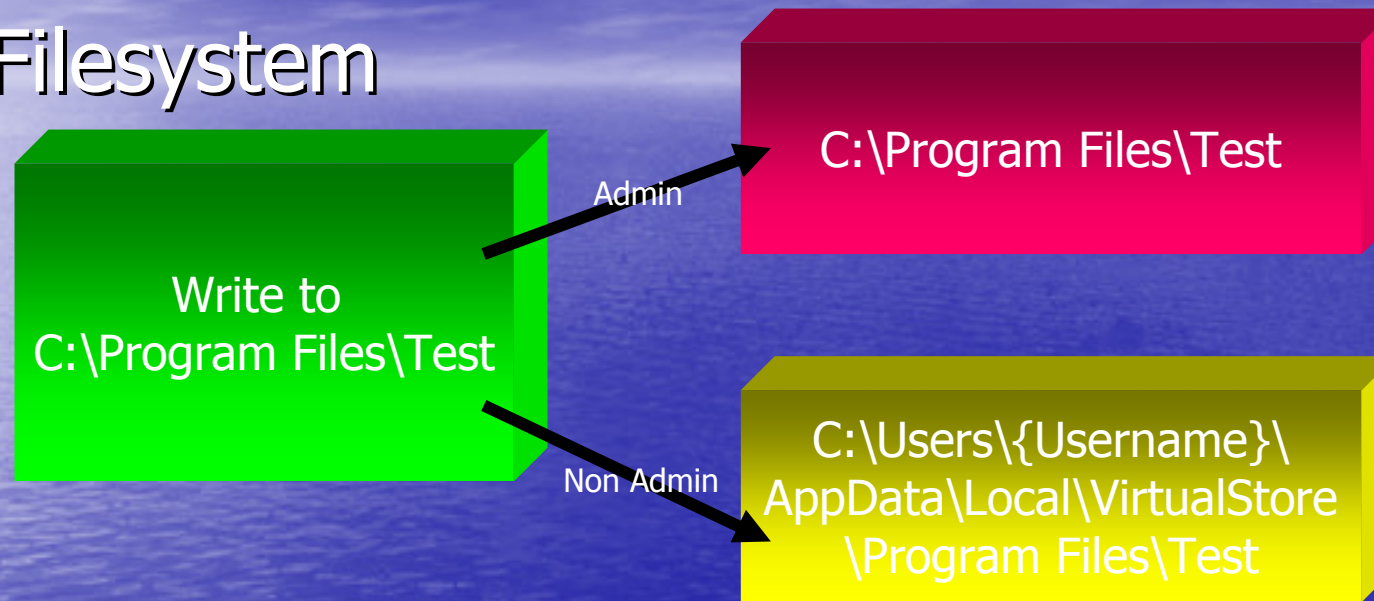 Filesystem
Write to
C:\Program Files\Test
Admin
C:\Program Files\Test
Non Admin
C:\Users\{Username}\
AppData\Local\VirtualStore
\Program Files\Test